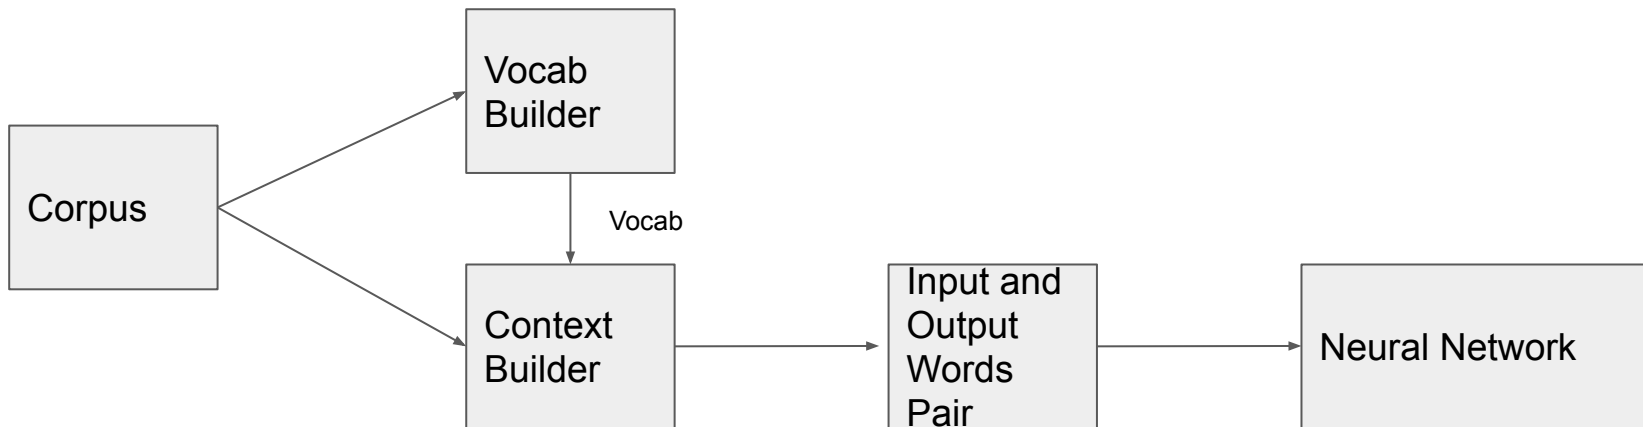 Corpus
Vocab
Builder
Vocab
Context
Builder
Input and
Output
Words
Pair
Neural Network